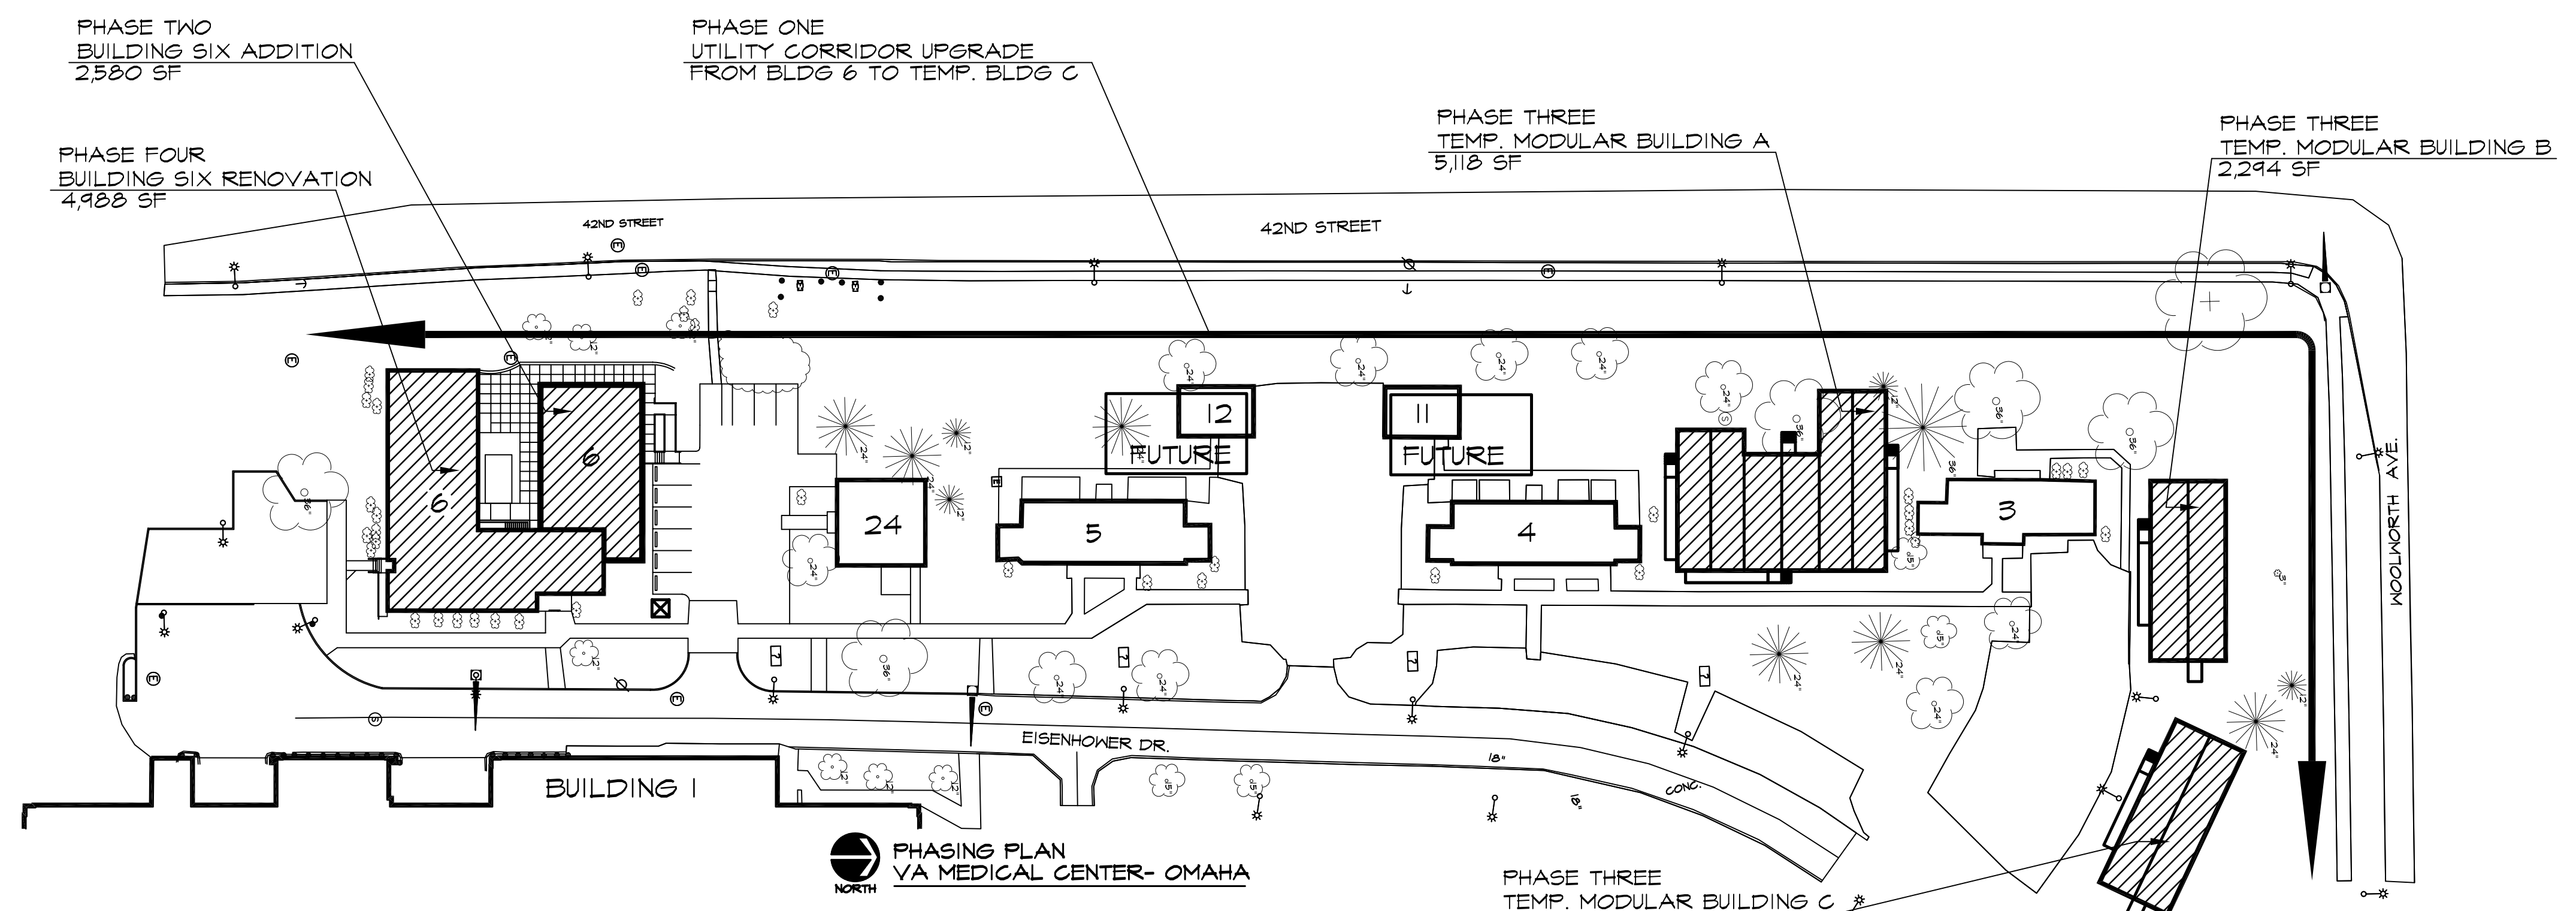 PHASE TWO
BUILDING SIX ADDITION
2,580 SF
PHASE ONE
UTILITY CORRIDOR UPGRADE
FROM BLDG 6 TO TEMP. BLDG C
PHASE THREE
TEMP. MODULAR BUILDING A
5,118 SF
PHASE THREE
TEMP. MODULAR BUILDING B
2,294 SF
PHASE FOUR
BUILDING SIX RENOVATION
4,988 SF
42ND STREET
42ND STREET
WOOLWORTH AVE.
12
11
FUTURE
FUTURE
6
6
24
5
4
3
EISENHOWER DR.
CONC.
18"
18"
BUILDING 1
NORTH
PHASING PLAN
VA MEDICAL CENTER- OMAHA
PHASE THREE
TEMP. MODULAR BUILDING C